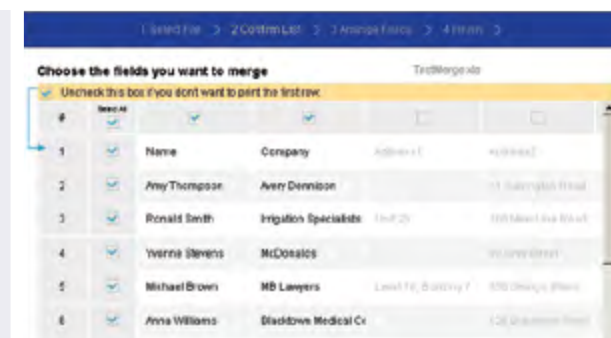 1 Select File > 2 Confirm List > 3 Arrange Fields > 4 Finish >
Choose the fields you want to merge TestMerge.xls
Uncheck this box if you don't want to print the first row.
# Select All
1 Name Company Address1 Address2
2 Amy Thompson Avery Dennison
3 Ronald Smith Irrigation Specialists
4 Yvonne Stevens McDonalds
5 Michael Brown MB Lawyers
6 Anna Williams Blacktown Medical Ce